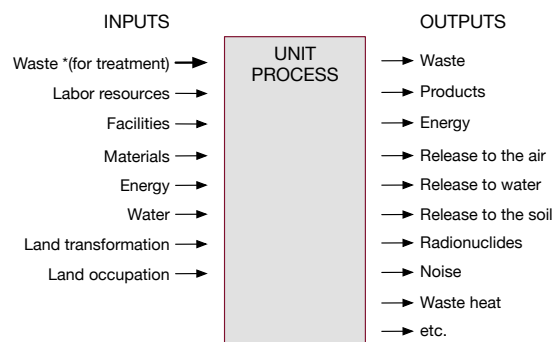 INPUTS
Waste *(for treatment)
Labor resources
Facilities
Materials
Energy
Water
Land transformation
Land occupation
UNIT
PROCESS
OUTPUTS
Waste
Products
Energy
Release to the air
Release to water
Release to the soil
Radionuclides
Noise
Waste heat
etc.